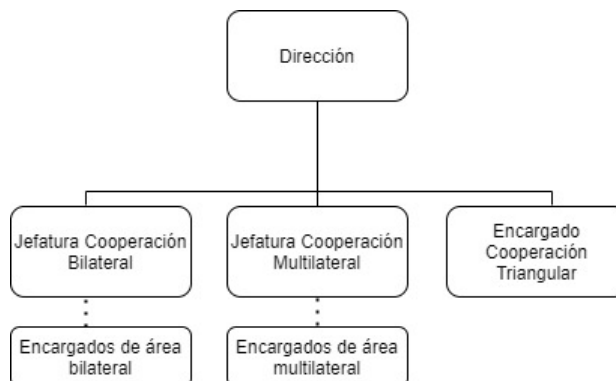 Dirección
Jefatura Cooperación
Bilateral
Jefatura Cooperación
Multilateral
Encargado
Cooperación
Triangular
Encargados de área
bilateral
Encargados de área
multilateral